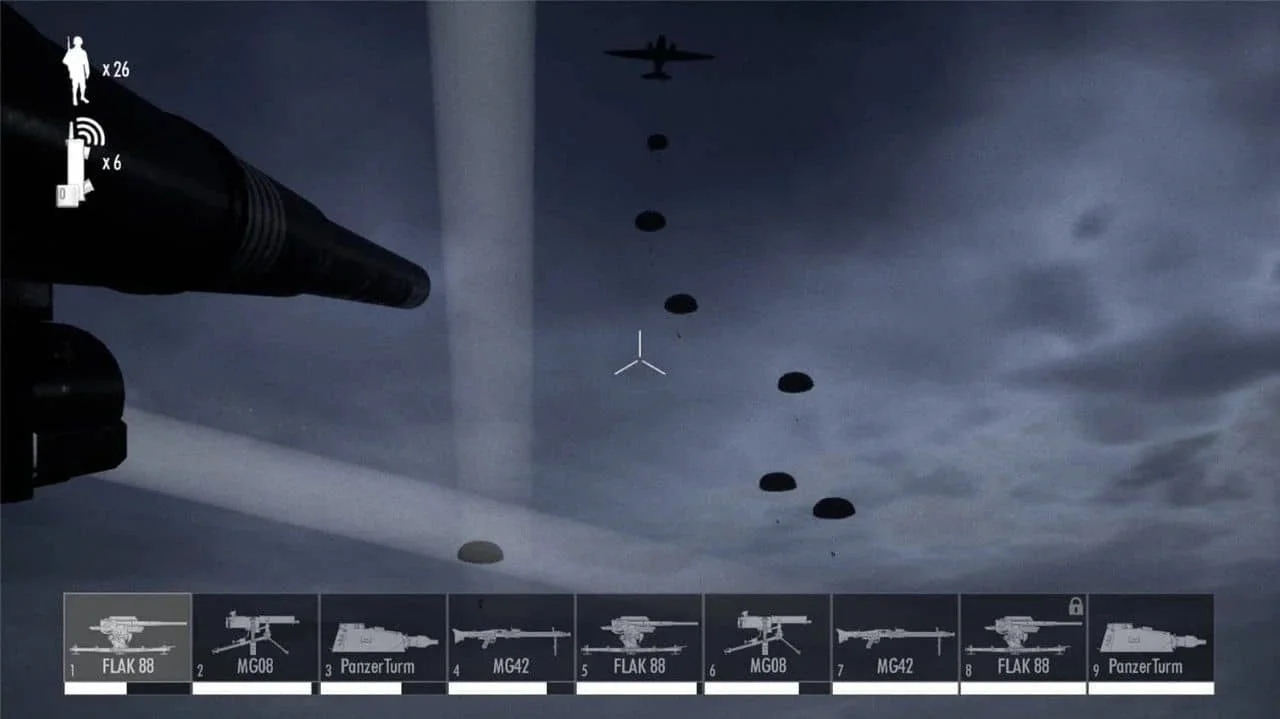 x 26
x 6
0
1 FLAK 88
2 MG08
3 PanzerTurm
4 MG42
5 FLAK 88
6 MG08
7 MG42
8 FLAK 88
9 PanzerTurm